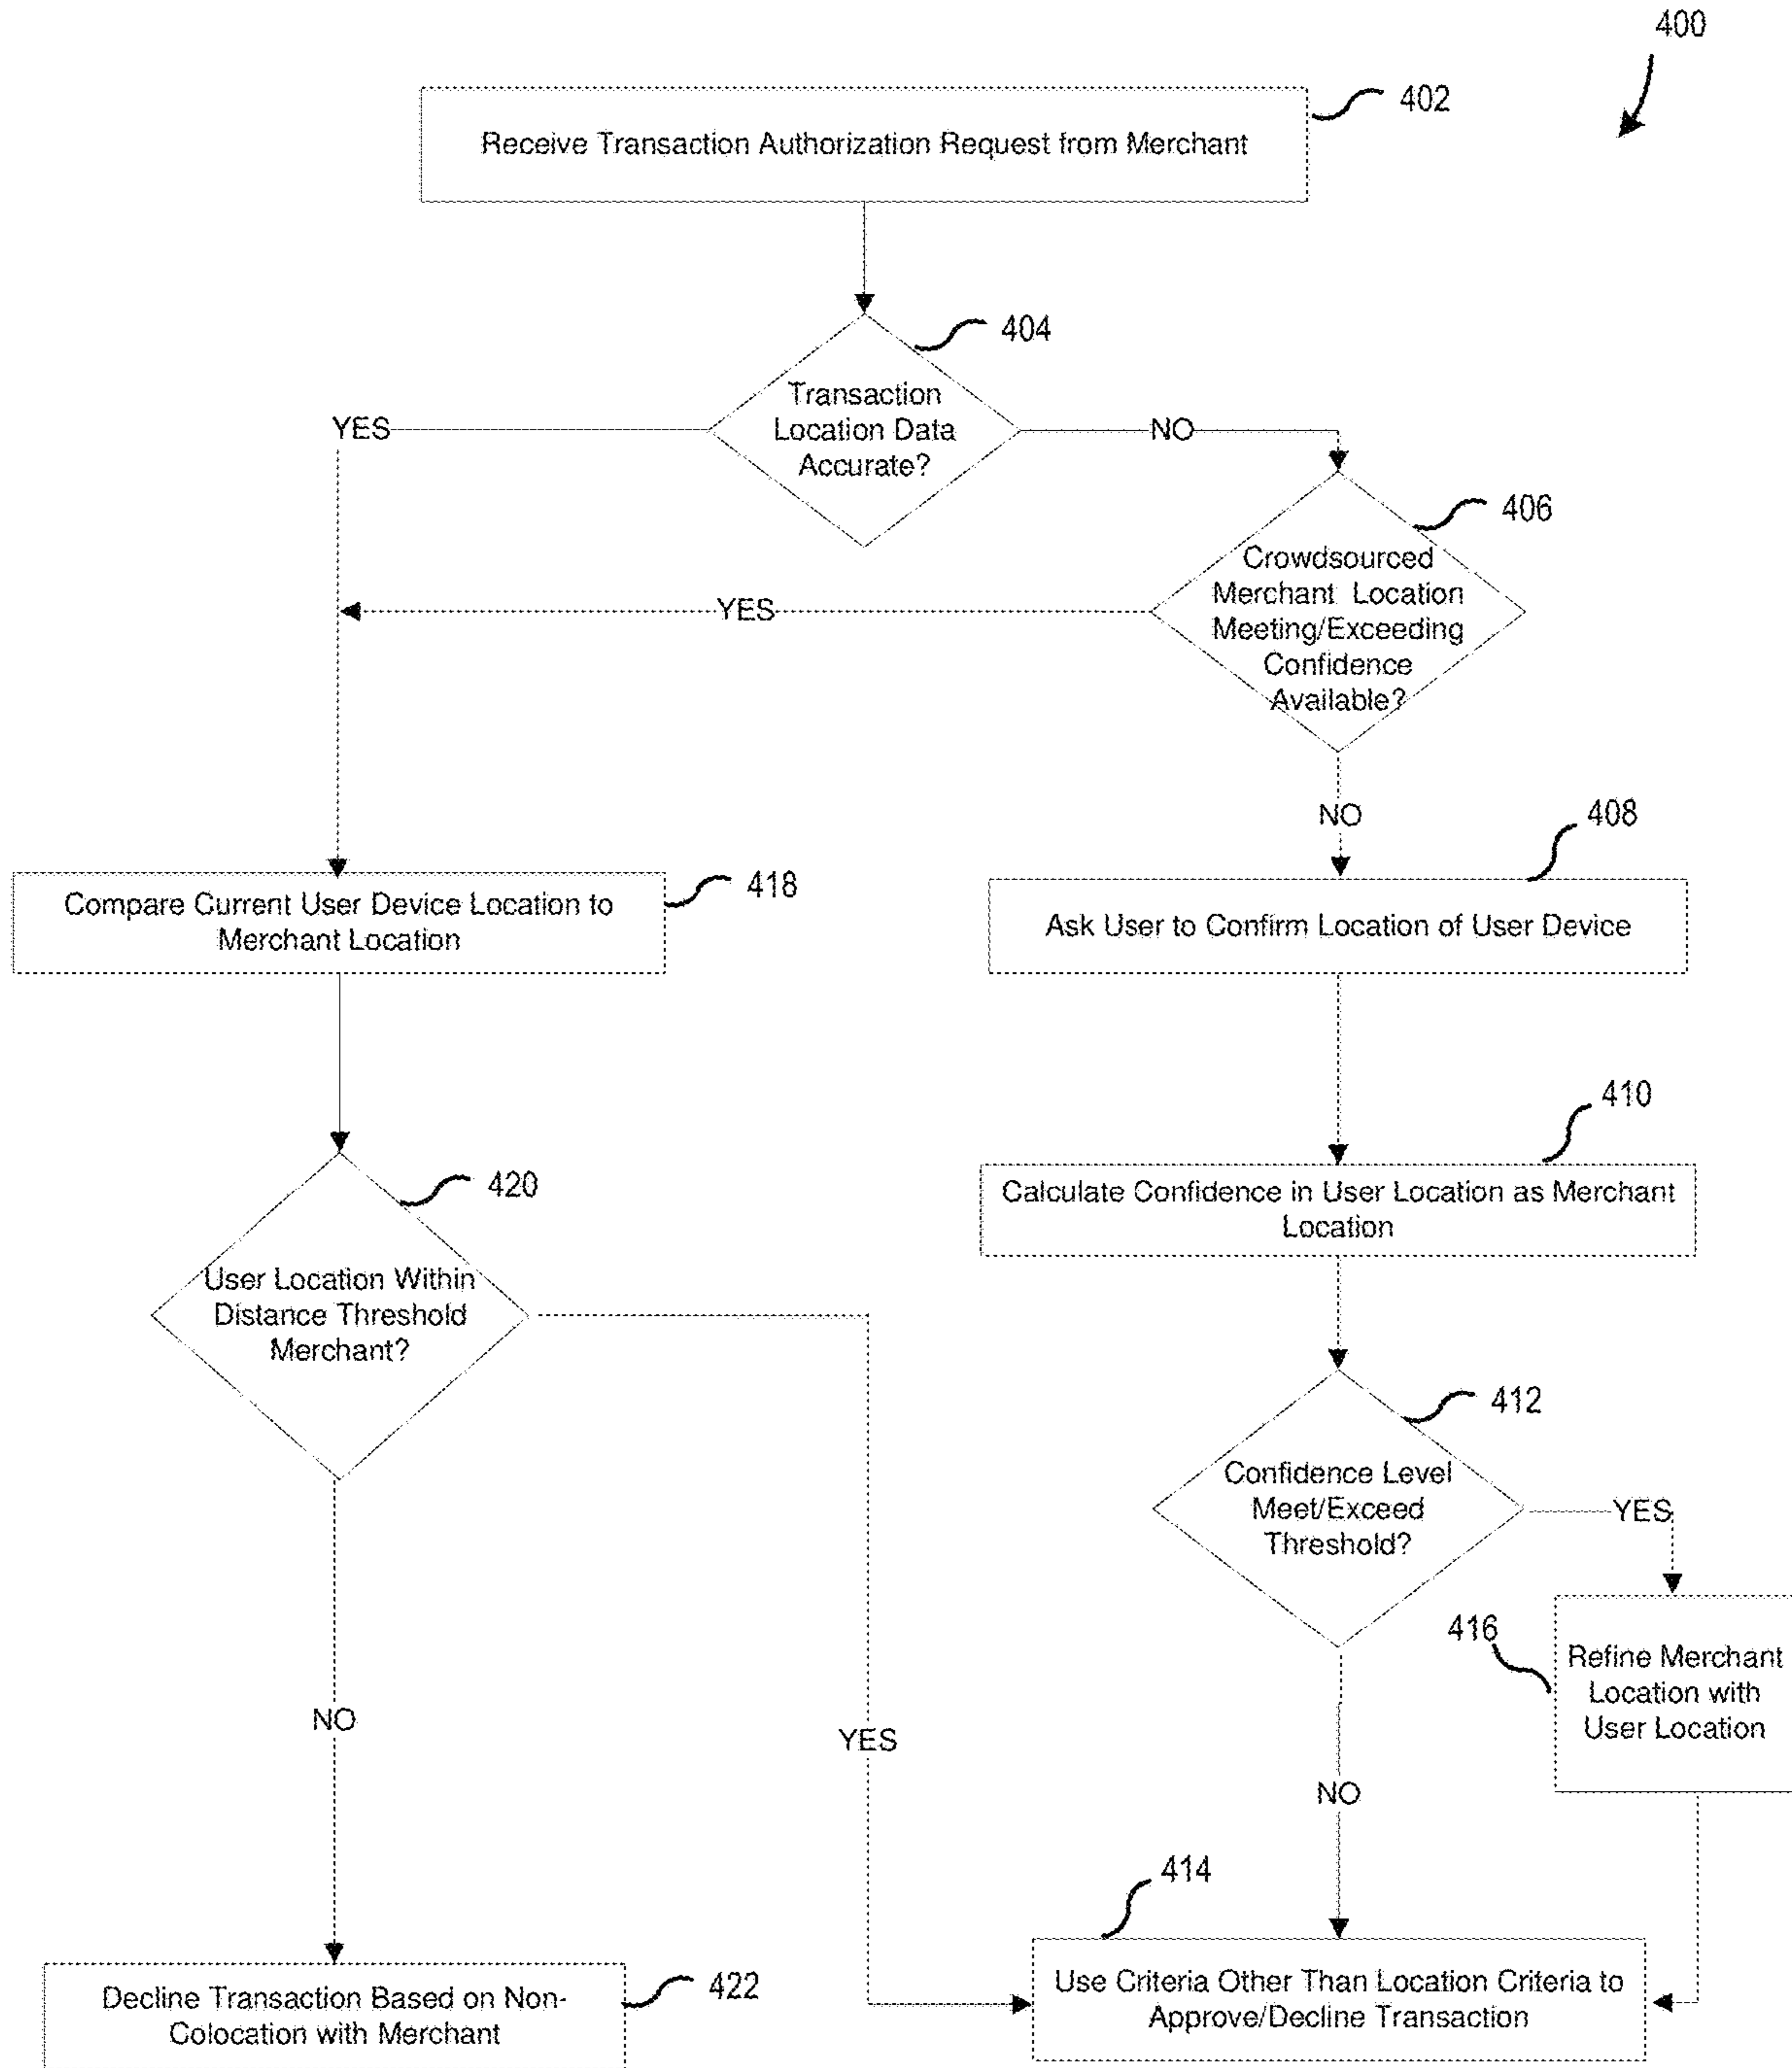 400
402
Receive Transaction Authorization Request from Merchant
404
Transaction
Location Data
Accurate?
YES
NO
406
Crowdsourced
Merchant Location
Meeting/Exceeding
Confidence
Available?
YES
NO
408
418
Compare Current User Device Location to
Merchant Location
Ask User to Confirm Location of User Device
410
420
Calculate Confidence in User Location as Merchant
Location
User Location Within
Distance Threshold
Merchant?
412
Confidence Level
Meet/Exceed
Threshold?
YES
416
Refine Merchant
Location with
User Location
NO
YES
NO
414
422
Decline Transaction Based on Non-
Colocation with Merchant
Use Criteria Other Than Location Criteria to
Approve/Decline Transaction